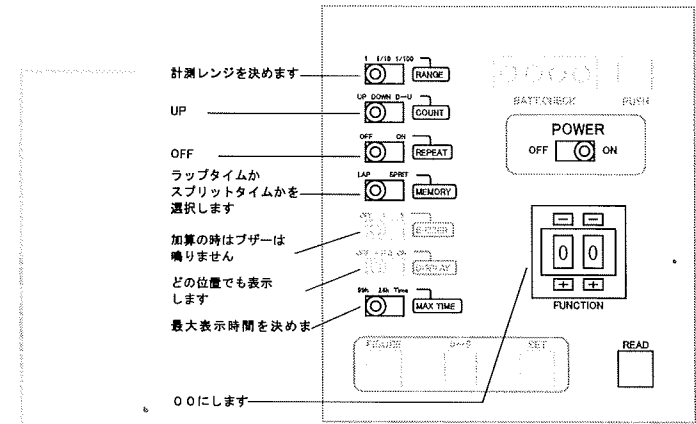 計測レンジを決めます
1 1/10 1/100
RANGE
UP
UP DOWN D→U
COUNT
OFF
OFF ON
REPEAT
ラップタイムか
スプリットタイムかを
選択します
LAP SPRIT
MEMORY
加算の時はブザーは
鳴りません
どの位置でも表示
します
DISPLAY
最大表示時間を決めま
99h 24h Time
MAX TIME
00にします
BATT.CHECK PUSH
POWER
OFF ON
0 0
FUNCTION
FIGURE SET
READ